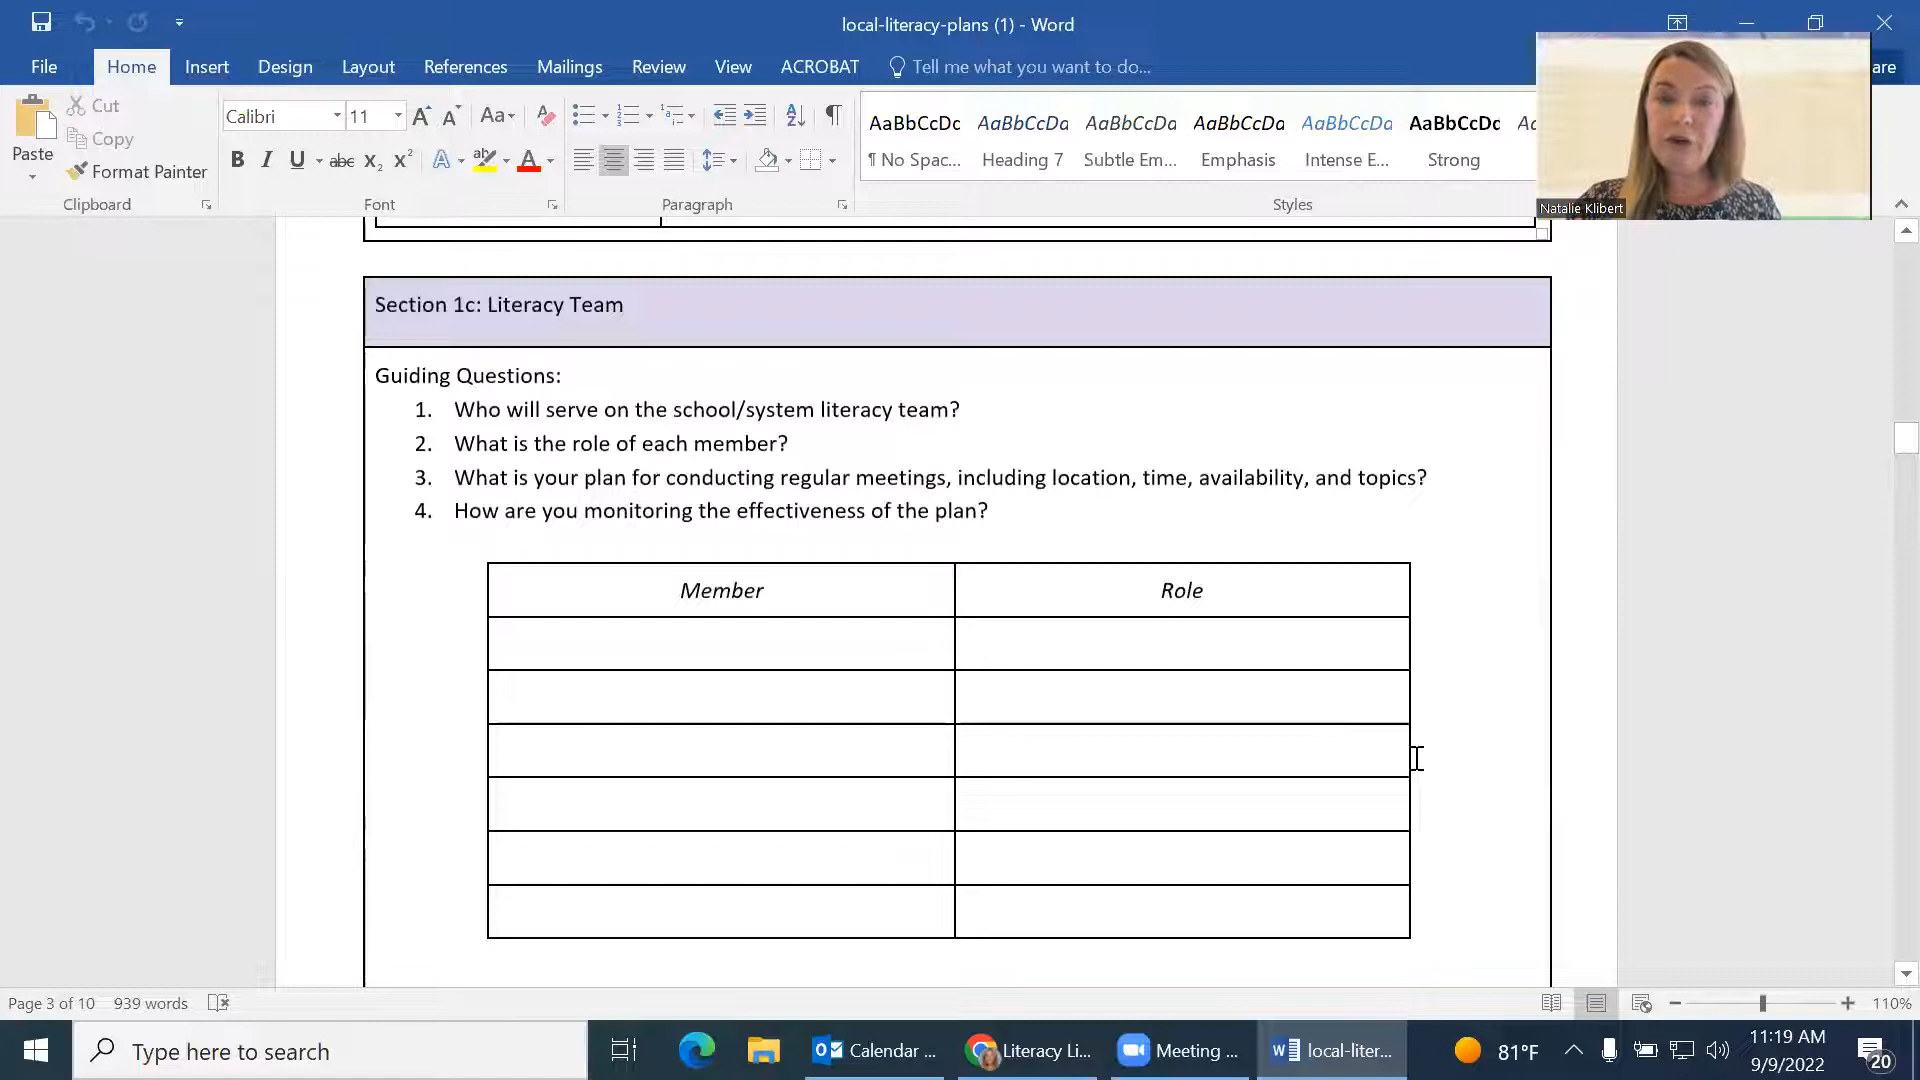 local-literacy-plans (1) - Word
File Home Insert Design Layout References Mailings Review View ACROBAT Tell me what you want to do... are
Paste
Cut
Copy
Format Painter
Clipboard
Calibri 11
Font
Paragraph
AaBbCcDc AaBbCcDd AaBbCcDd AaBbCcDd AaBbCcDd AaBbCcDc
¶ No Spac... Heading 7 Subtle Em... Emphasis Intense E... Strong
Styles
Natalie Klibert
Section 1c: Literacy Team
Guiding Questions:
1. Who will serve on the school/system literacy team?
2. What is the role of each member?
3. What is your plan for conducting regular meetings, including location, time, availability, and topics?
4. How are you monitoring the effectiveness of the plan?
Member Role
Page 3 of 10 939 words 110%
Type here to search
Calendar ...
Literacy Li...
Meeting ...
local-liter...
81°F
11:19 AM
9/9/2022
20